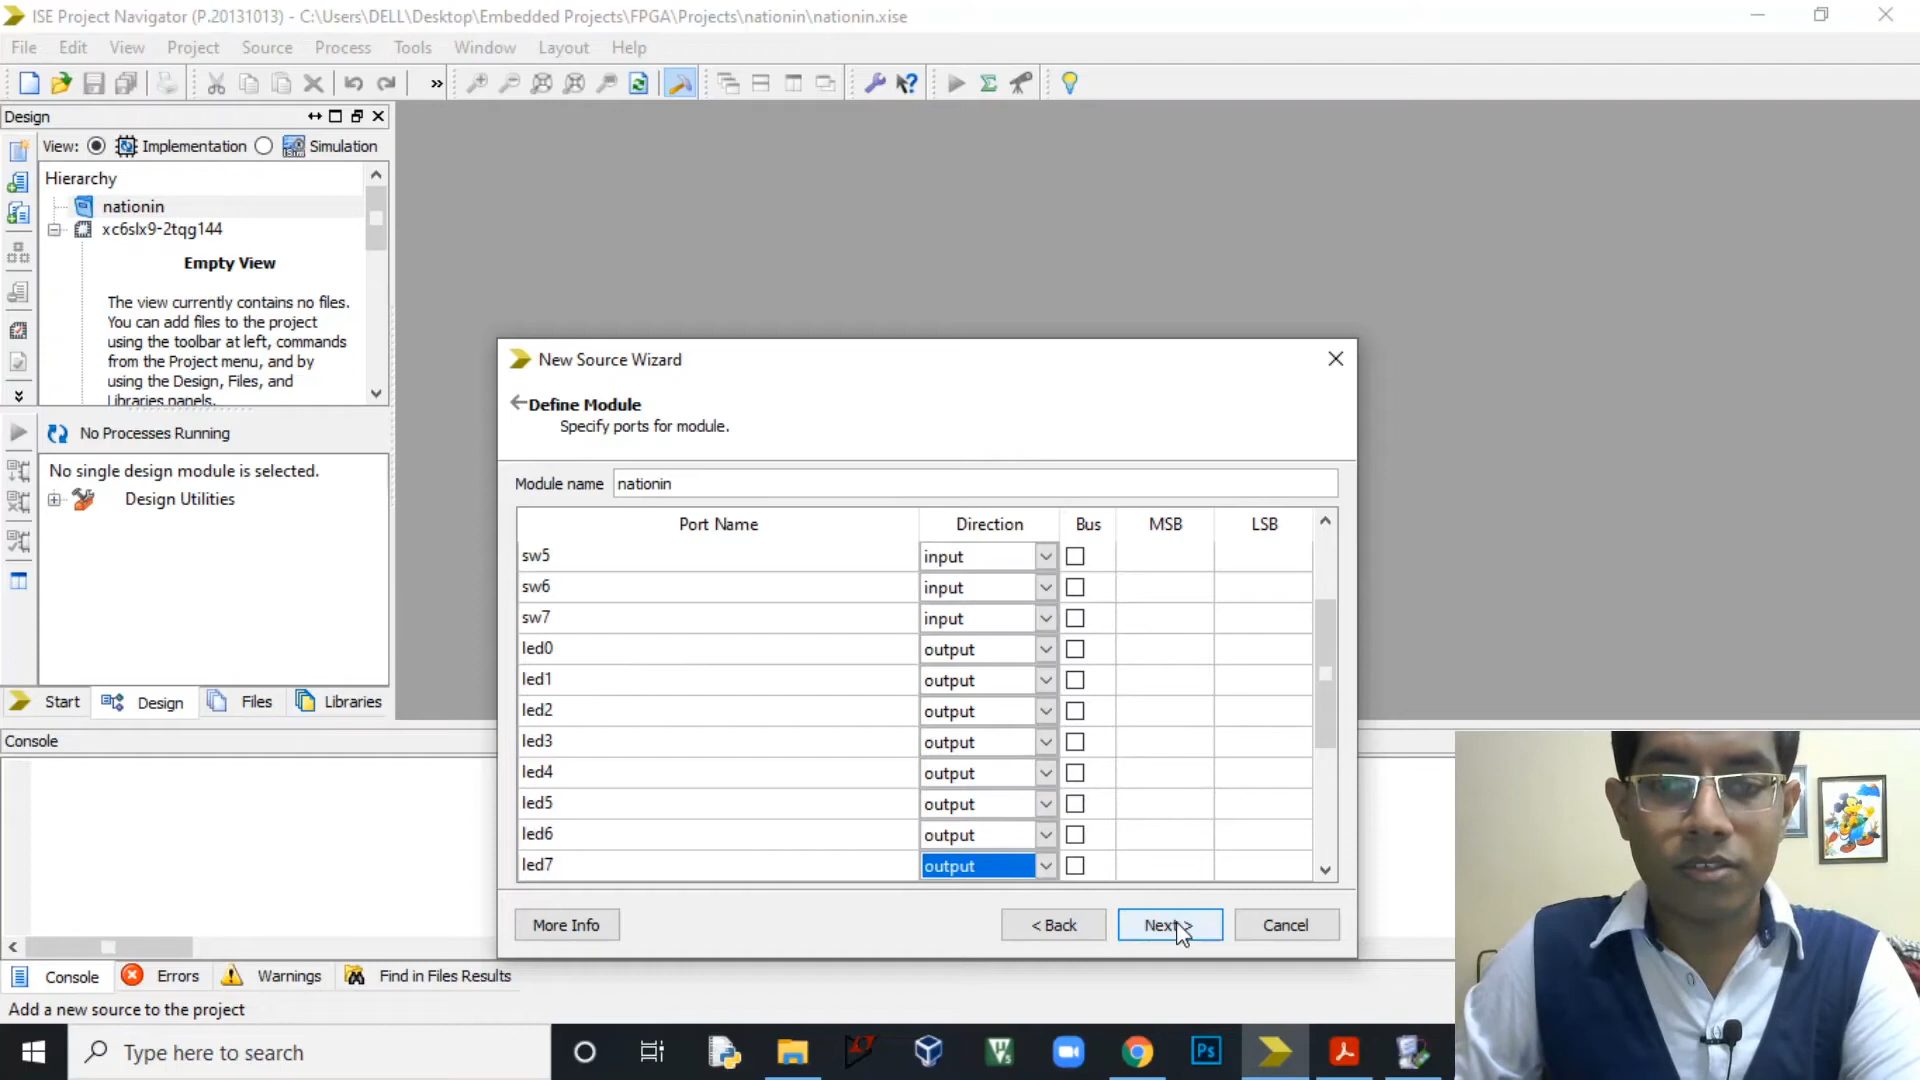 ISE Project Navigator (P.20131013) - C:\Users\DELL\Desktop\Embedded Projects\FPGA\Projects\nationin\nationin.xise
File Edit View Project Source Process Tools Window Layout Help
Design
View: Implementation Simulation
Hierarchy
nationin
xc6slx9-2tqg144
Empty View
The view currently contains no files.
You can add files to the project
using the toolbar at left, commands
from the Project menu, and by
using the Design, Files, and
Libraries panels.
No Processes Running
No single design module is selected.
Design Utilities
Start Design Files Libraries
New Source Wizard
Define Module
Specify ports for module.
Module name nationin
Port Name Direction Bus MSB LSB
sw5 input
sw6 input
sw7 input
led0 output
led1 output
led2 output
led3 output
led4 output
led5 output
led6 output
led7 output
More Info < Back Next > Cancel
Console
Console Errors Warnings Find in Files Results
Add a new source to the project
Type here to search
Ps